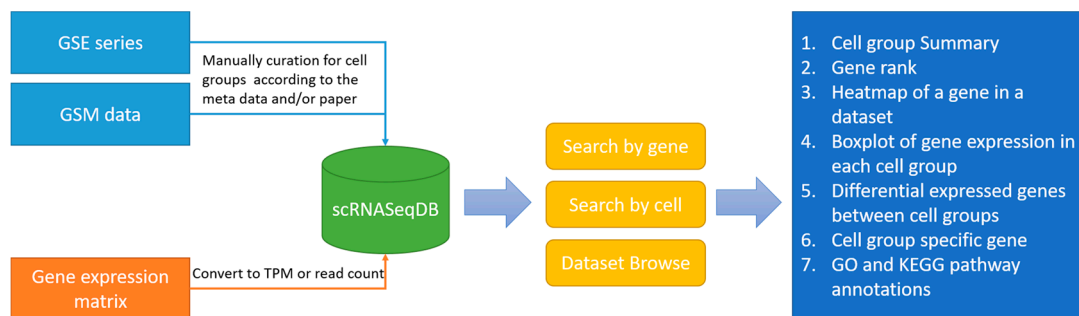 GSE series
GSM data
Manually curation for cell
groups according to the
meta data and/or paper
scRNASeqDB
Gene expression
matrix
Convert to TPM or read count
Search by gene
Search by cell
Dataset Browse
1. Cell group Summary
2. Gene rank
3. Heatmap of a gene in a
dataset
4. Boxplot of gene expression in
each cell group
5. Differential expressed genes
between cell groups
6. Cell group specific gene
7. GO and KEGG pathway
annotations